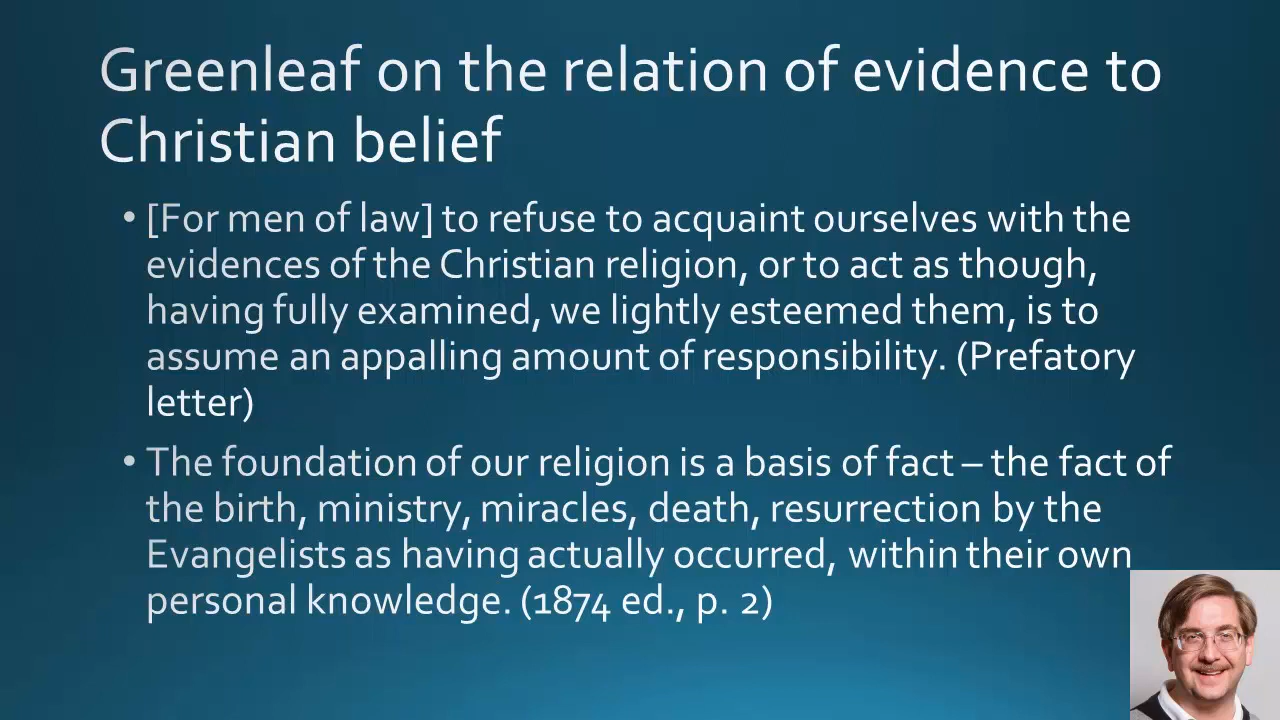 Greenleaf on the relation of evidence to
Christian belief
• [For men of law] to refuse to acquaint ourselves with the
evidences of the Christian religion, or to act as though,
having fully examined, we lightly esteemed them, is to
assume an appalling amount of responsibility. (Prefatory
letter)
• The foundation of our religion is a basis of fact – the fact of
the birth, ministry, miracles, death, resurrection by the
Evangelists as having actually occurred, within their own
personal knowledge. (1874 ed., p. 2)